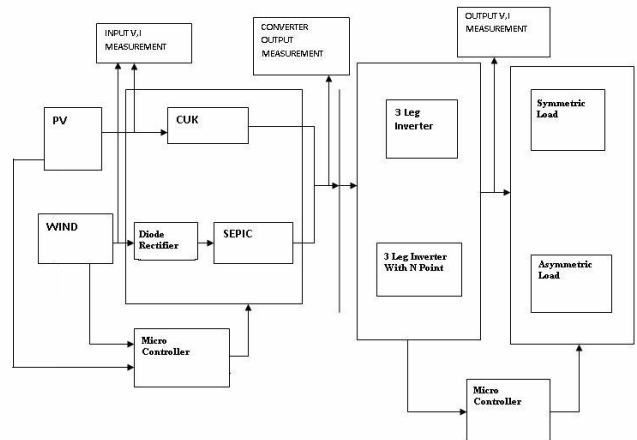 INPUT V,I
MEASUREMENT
CONVERTER
OUTPUT
MEASUREMENT
OUTPUT V,I
MEASUREMENT
PV
CUK
3 Leg
Inverter
Symmetric
Load
WIND
Diode
Rectifier
SEPIC
3 Leg Inverter
With N Point
Asymmetric
Load
Micro
Controller
Micro
Controller